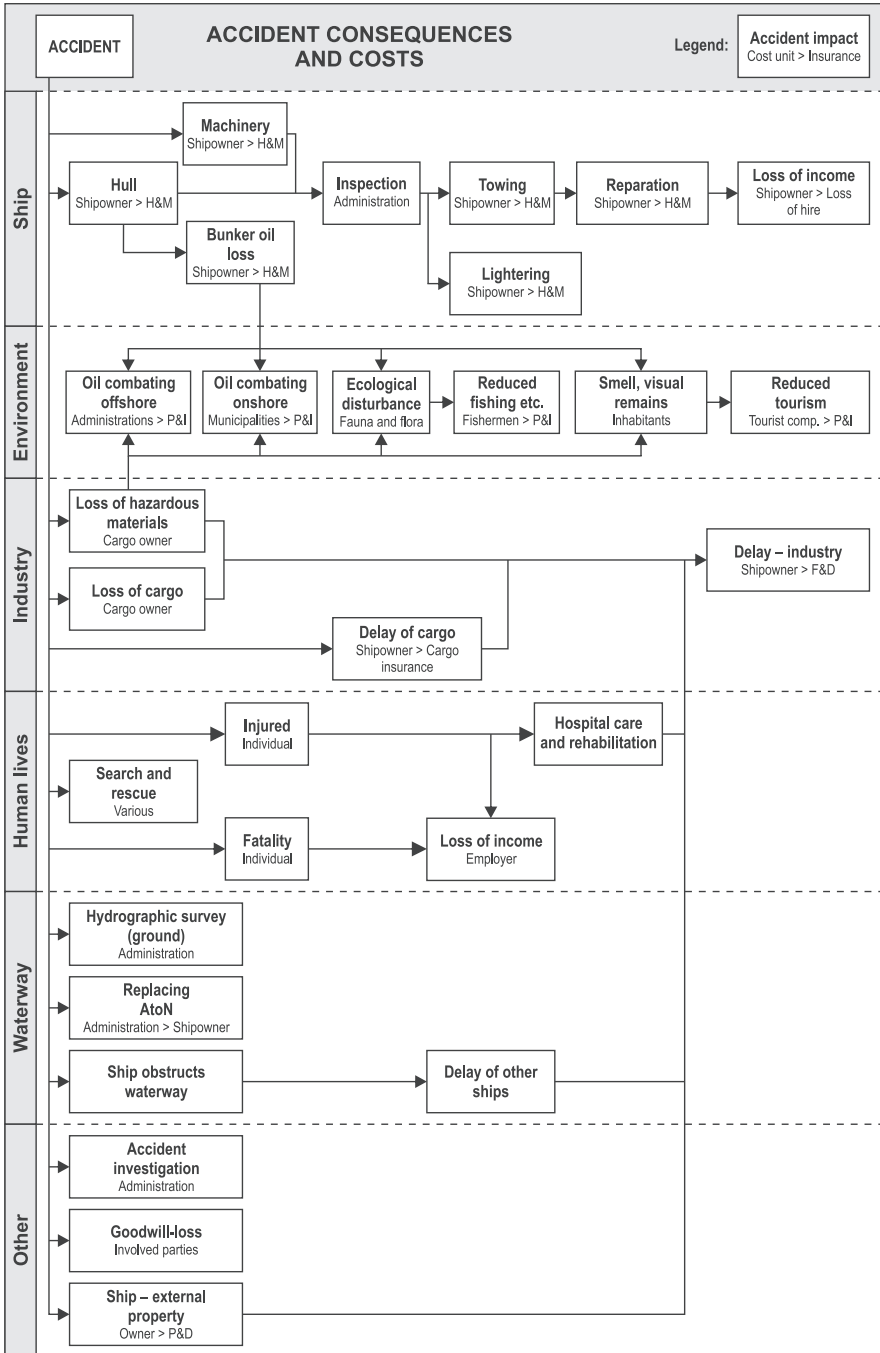 ACCIDENT
ACCIDENT CONSEQUENCES
AND COSTS
Legend:
Accident impact
Cost unit > Insurance
Ship
Machinery
Shipowner > H&M
Hull
Shipowner > H&M
Inspection
Administration
Towing
Shipowner > H&M
Reparation
Shipowner > H&M
Loss of income
Shipowner > Loss
of hire
Bunker oil
loss
Shipowner > H&M
Lightering
Shipowner > H&M
Environment
Oil combating
offshore
Administrations > P&I
Oil combating
onshore
Municipalities > P&I
Ecological
disturbance
Fauna and flora
Reduced
fishing etc.
Fishermen > P&I
Smell, visual
remains
Inhabitants
Reduced
tourism
Tourist comp. > P&I
Industry
Loss of hazardous
materials
Cargo owner
Delay – industry
Shipowner > F&D
Loss of cargo
Cargo owner
Delay of cargo
Shipowner > Cargo
insurance
Human lives
Injured
Individual
Hospital care
and rehabilitation
Search and
rescue
Various
Fatality
Individual
Loss of income
Employer
Waterway
Hydrographic survey
(ground)
Administration
Replacing
AtoN
Administration > Shipowner
Ship obstructs
waterway
Delay of other
ships
Other
Accident
investigation
Administration
Goodwill-loss
Involved parties
Ship – external
property
Owner > P&D